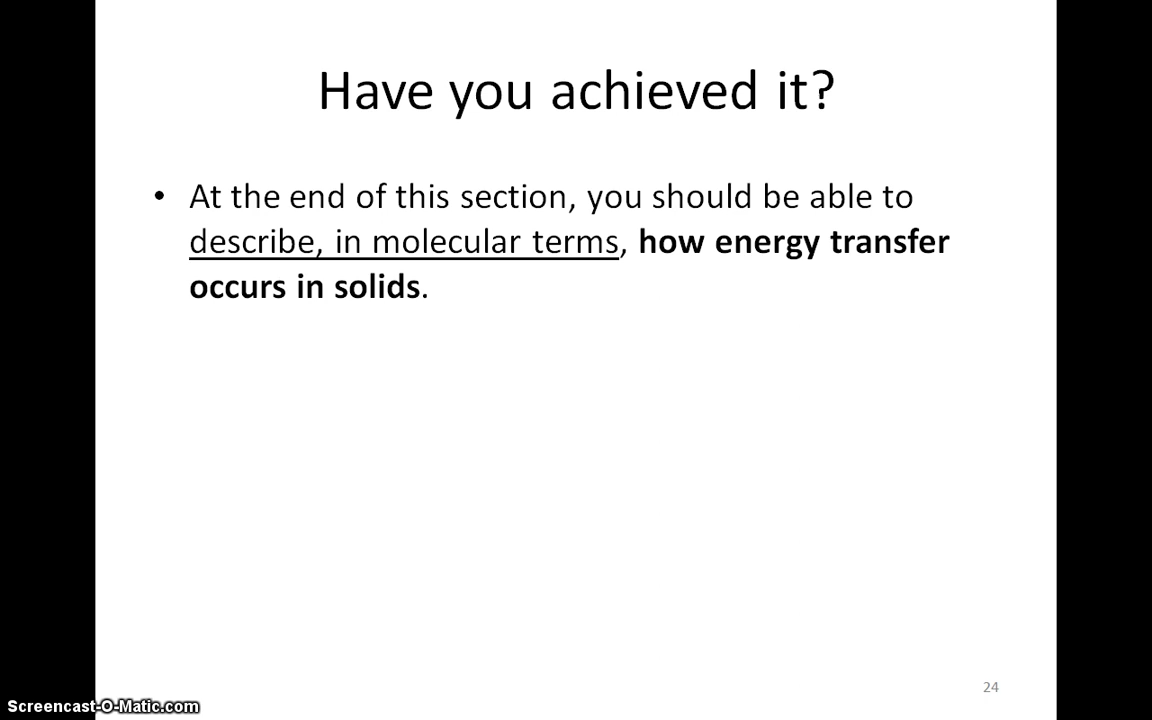 Have you achieved it?
• At the end of this section, you should be able to
describe, in molecular terms, how energy transfer
occurs in solids.
24
Screencast-O-Matic.com